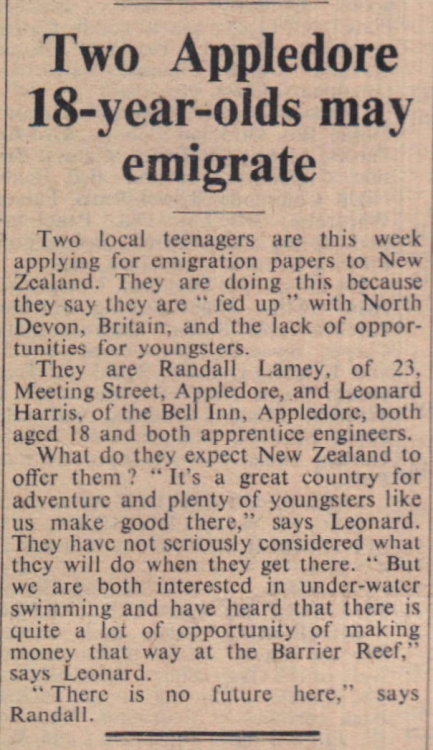 Two Appledore
18-year-olds may
emigrate
Two local teenagers are this week
applying for emigration papers to New
Zealand. They are doing this because
they say they are “ fed up ” with North
Devon, Britain, and the lack of oppor-
tunities for youngsters.
They are Randall Lamey, of 23,
Meeting Street, Appledore, and Leonard
Harris, of the Bell Inn, Appledore, both
aged 18 and both apprentice engineers.
What do they expect New Zealand to
offer them ? “ It's a great country for
adventure and plenty of youngsters like
us make good there,” says Leonard.
They have not seriously considered what
they will do when they get there. “ But
we are both interested in under-water
swimming and have heard that there is
quite a lot of opportunity of making
money that way at the Barrier Reef,”
says Leonard.
“ There is no future here,” says
Randall.